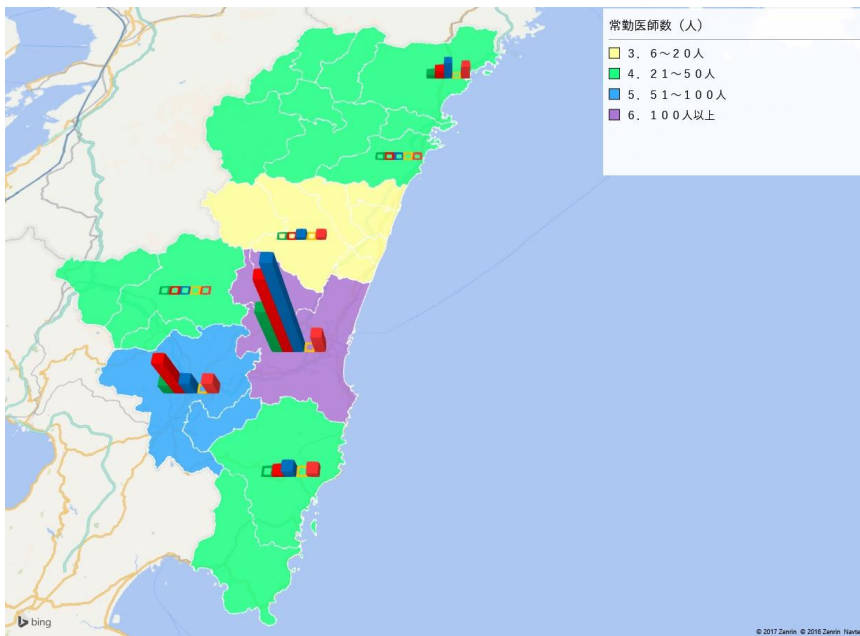 常勤医師数（人）
３．６～２０人
４．２１～５０人
５．５１～１００人
６．１００人以上
bing
© 2017 Zenrin © 2016 Zenrin Navte